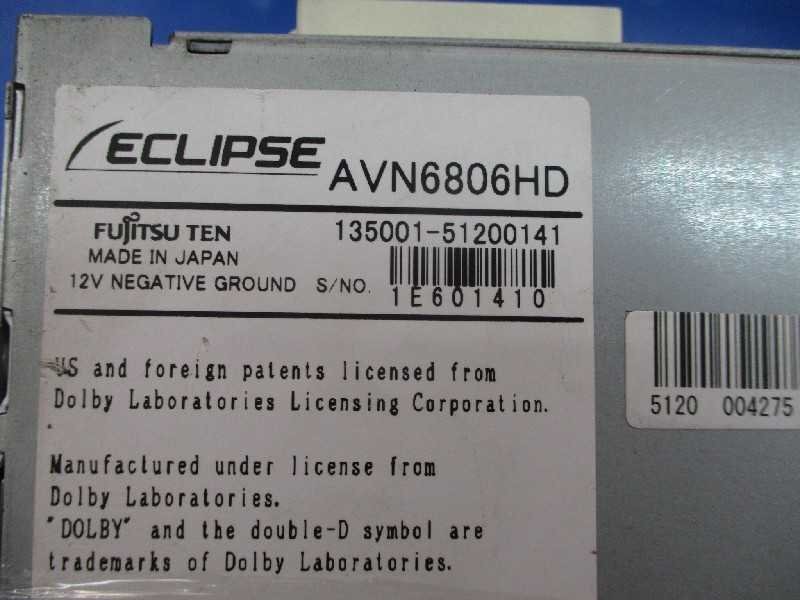 ECLIPSE AVN6806HD
FUJITSU TEN 135001-51200141
MADE IN JAPAN
12V NEGATIVE GROUND S/NO. 1E601410
US and foreign patents licensed from
Dolby Laboratories Licensing Corporation.
Manufactured under license from
Dolby Laboratories.
"DOLBY" and the double-D symbol are
trademarks of Dolby Laboratories.
5120 004275